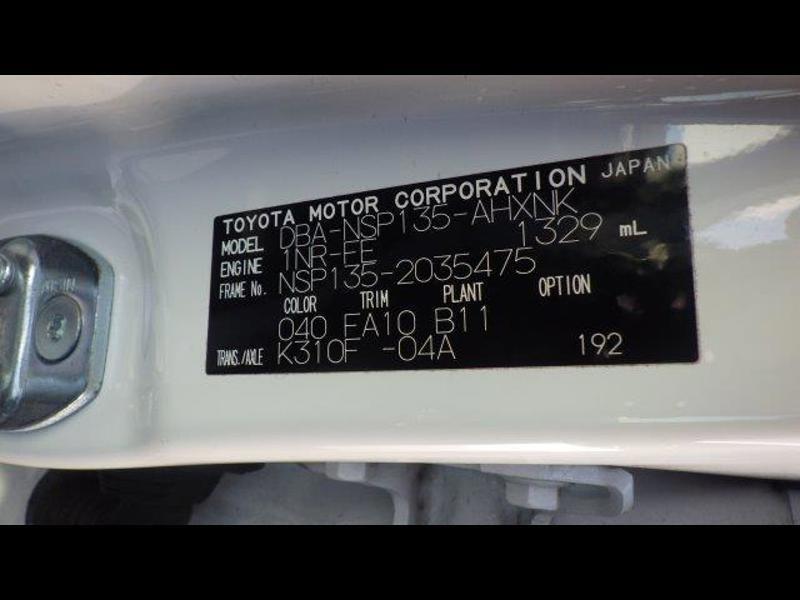 TOYOTA MOTOR CORPORATION JAPAN
MODEL DBA-NSP135-AHXNK
ENGINE 1NR-FE 1329 mL
FRAME No. NSP135-2035475
COLOR TRIM PLANT OPTION
040 FA10 B11
TRANS./AXLE K310F -04A 192